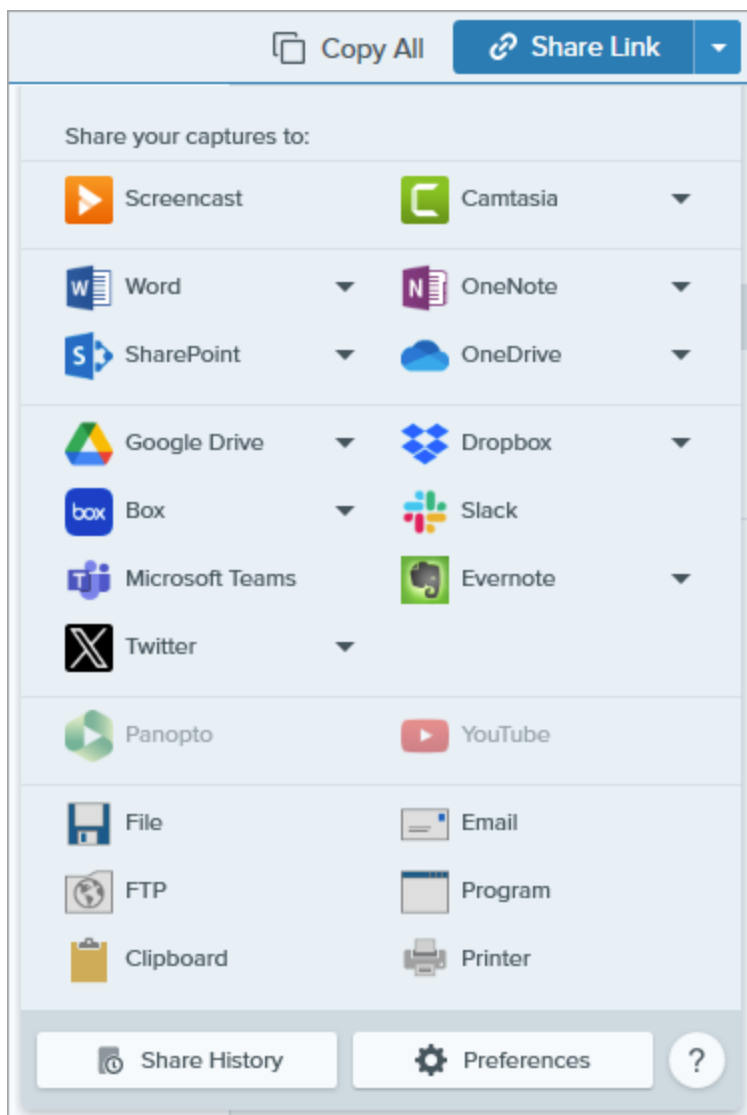 Copy All Share Link
Share your captures to:
Screencast Camtasia
Word OneNote
SharePoint OneDrive
Google Drive Dropbox
box Box Slack
Microsoft Teams Evernote
Twitter
Panopto YouTube
File Email
FTP Program
Clipboard Printer
Share History Preferences ?